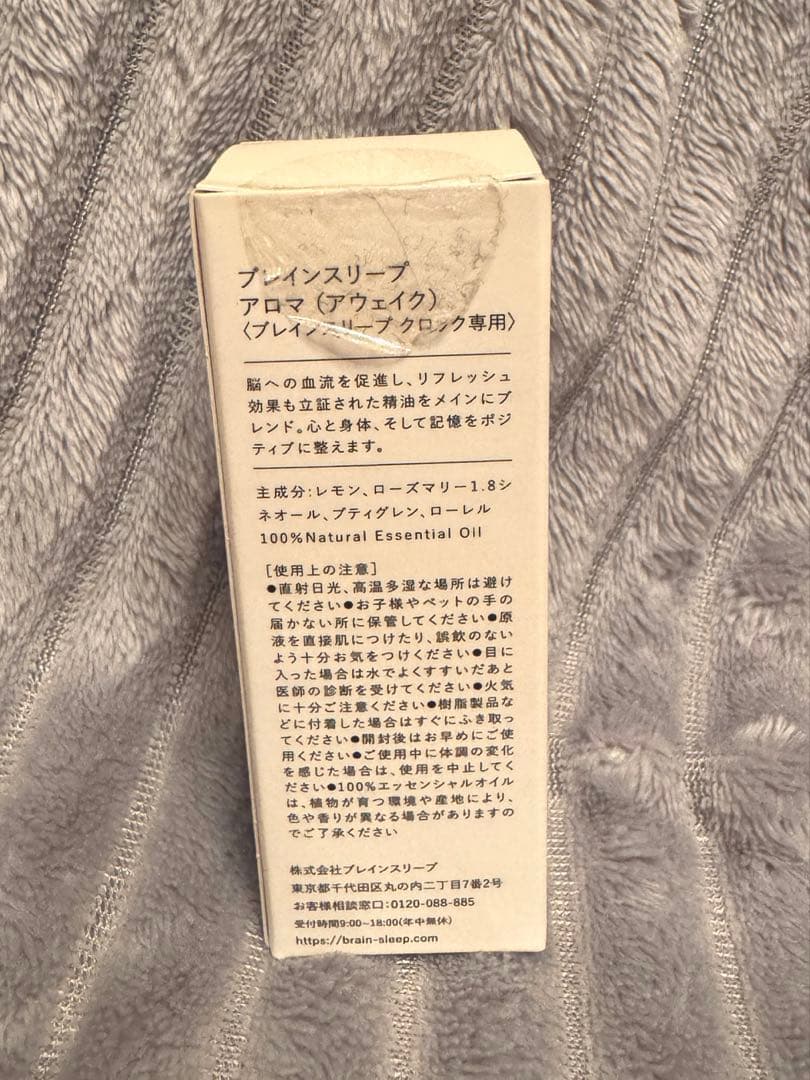 ブレインスリープ
アロマ（アウェイク）
〈ブレインスリープ クロック専用〉
脳への血流を促進し、リフレッシュ
効果も立証された精油をメインにブ
レンド。心と身体、そして記憶をポジ
ティブに整えます。
主成分:レモン、ローズマリー1.8シ
ネオール、プティグレン、ローレル
100%Natural Essential Oil
［使用上の注意］
●直射日光、高温多湿な場所は避け
てください●お子様やペットの手の
届かない所に保管してください●原
液を直接肌につけたり、誤飲のない
よう十分お気をつけください●目に
入った場合は水でよくすすいだあと
医師の診断を受けてください●火気
に十分ご注意ください●樹脂製品な
どに付着した場合はすぐにふき取っ
てください●開封後はお早めにご使
用ください●ご使用中に体調の変化
を感じた場合は、使用を中止してく
ださい●100%エッセンシャルオイル
は、植物が育つ環境や産地により、
色や香りが異なる場合がありますの
でご了承ください
株式会社ブレインスリープ
東京都千代田区丸の内二丁目7番2号
お客様相談窓口:0120-088-885
受付時間9:00~18:00(年中無休)
https://brain-sleep.com